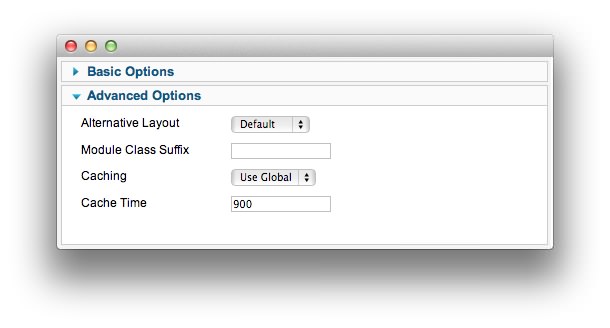 Basic Options
Advanced Options
Alternative Layout Default
Module Class Suffix
Caching Use Global
Cache Time 900